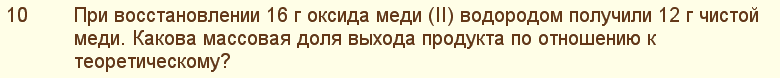 10 При восстановлении 16 г оксида меди (II) водородом получили 12 г чистой
меди. Какова массовая доля выхода продукта по отношению к
теоретическому?